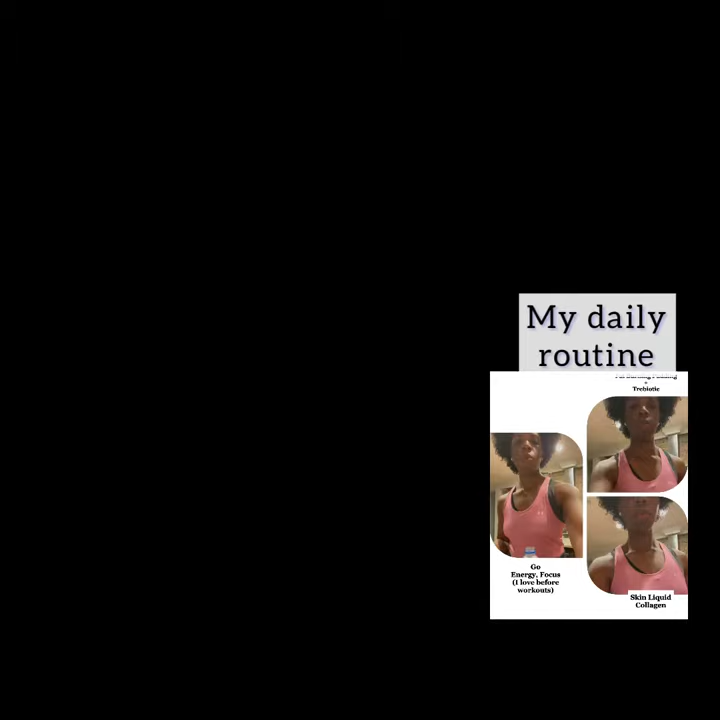 My daily
routine
+
Trebiotic
Go
Energy, Focus
(I love before
workouts)
Skin Liquid
Collagen